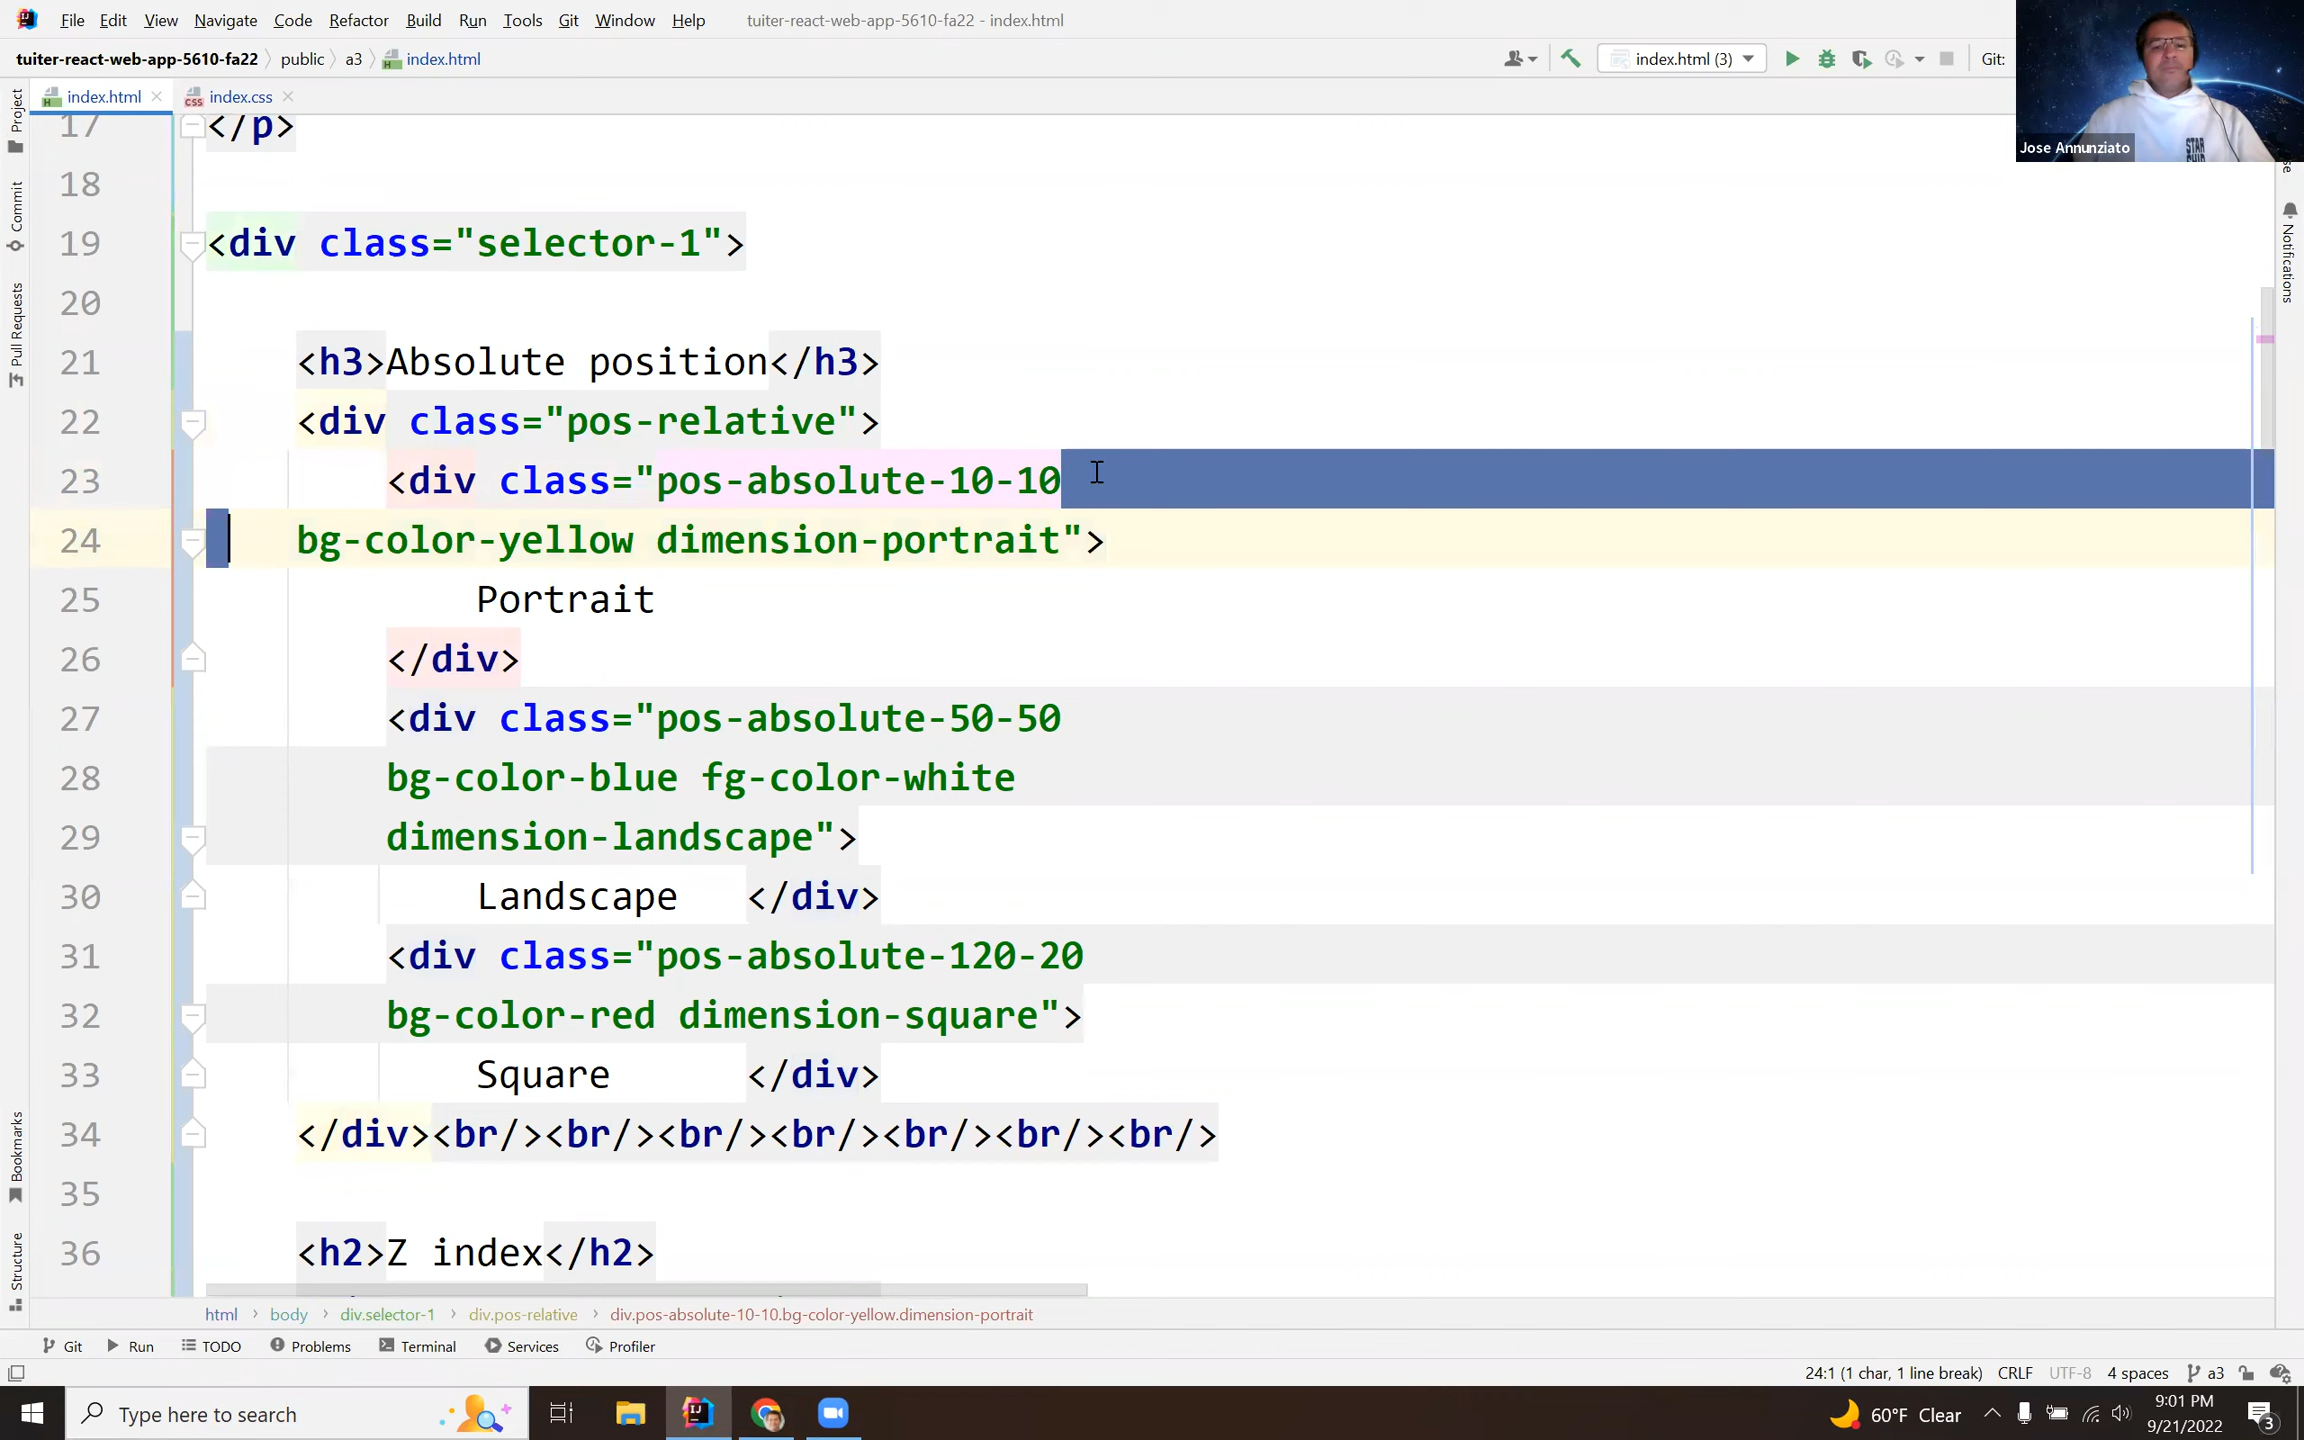 File Edit View Navigate Code Refactor Build Run Tools Git Window Help tuiter-react-web-app-5610-fa22 - index.html
tuiter-react-web-app-5610-fa22 public a3 index.html index.html (3) Git:
Jose Annunziato
index.html index.css
17 </p>
18
19 <div class="selector-1">
20
21 <h3>Absolute position</h3>
22 <div class="pos-relative">
23 <div class="pos-absolute-10-10
24 bg-color-yellow dimension-portrait">
25 Portrait
26 </div>
27 <div class="pos-absolute-50-50
28 bg-color-blue fg-color-white
29 dimension-landscape">
30 Landscape </div>
31 <div class="pos-absolute-120-20
32 bg-color-red dimension-square">
33 Square </div>
34 </div><br/><br/><br/><br/><br/><br/><br/>
35
36 <h2>Z index</h2>
Project
Commit
Pull Requests
Bookmarks
Structure
Notifications
html body div.selector-1 div.pos-relative div.pos-absolute-10-10.bg-color-yellow.dimension-portrait
Git Run TODO Problems Terminal Services Profiler
24:1 (1 char, 1 line break) CRLF UTF-8 4 spaces a3
Type here to search
60°F Clear
9:01 PM
9/21/2022
3